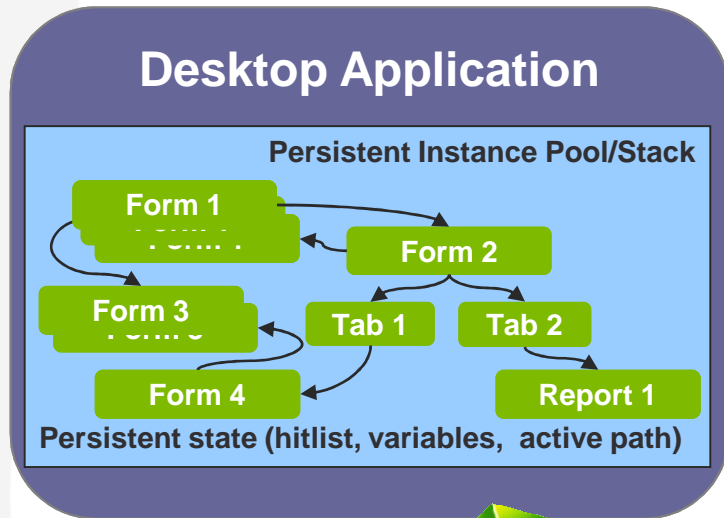 Desktop Application
Persistent Instance Pool/Stack
Form 1
Form 2
Form 3
Tab 1
Tab 2
Form 4
Report 1
Persistent state (hitlist, variables, active path)